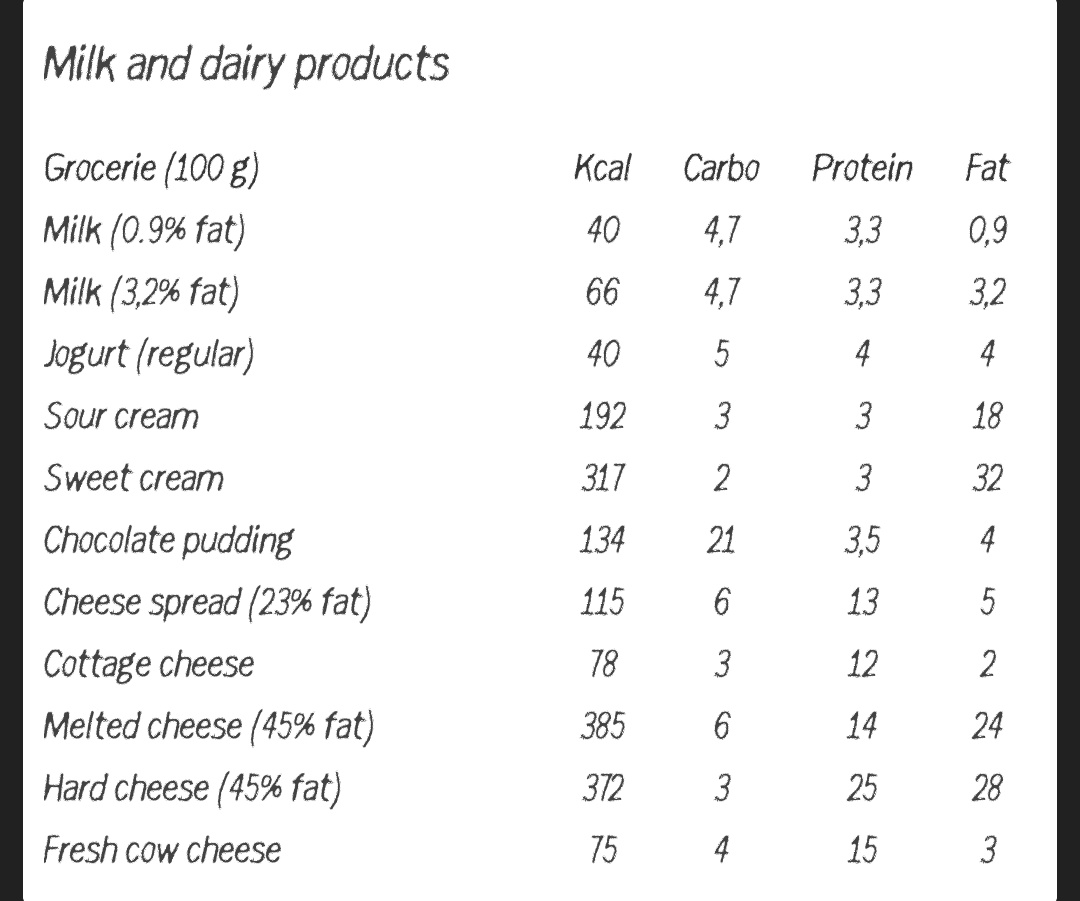 Milk and dairy products
Grocerie (100 g) Kcal Carbo Protein Fat
Milk (0.9% fat) 40 4,7 3,3 0,9
Milk (3,2% fat) 66 4,7 3,3 3,2
Jogurt (regular) 40 5 4 4
Sour cream 192 3 3 18
Sweet cream 317 2 3 32
Chocolate pudding 134 21 3,5 4
Cheese spread (23% fat) 115 6 13 5
Cottage cheese 78 3 12 2
Melted cheese (45% fat) 385 6 14 24
Hard cheese (45% fat) 372 3 25 28
Fresh cow cheese 75 4 15 3